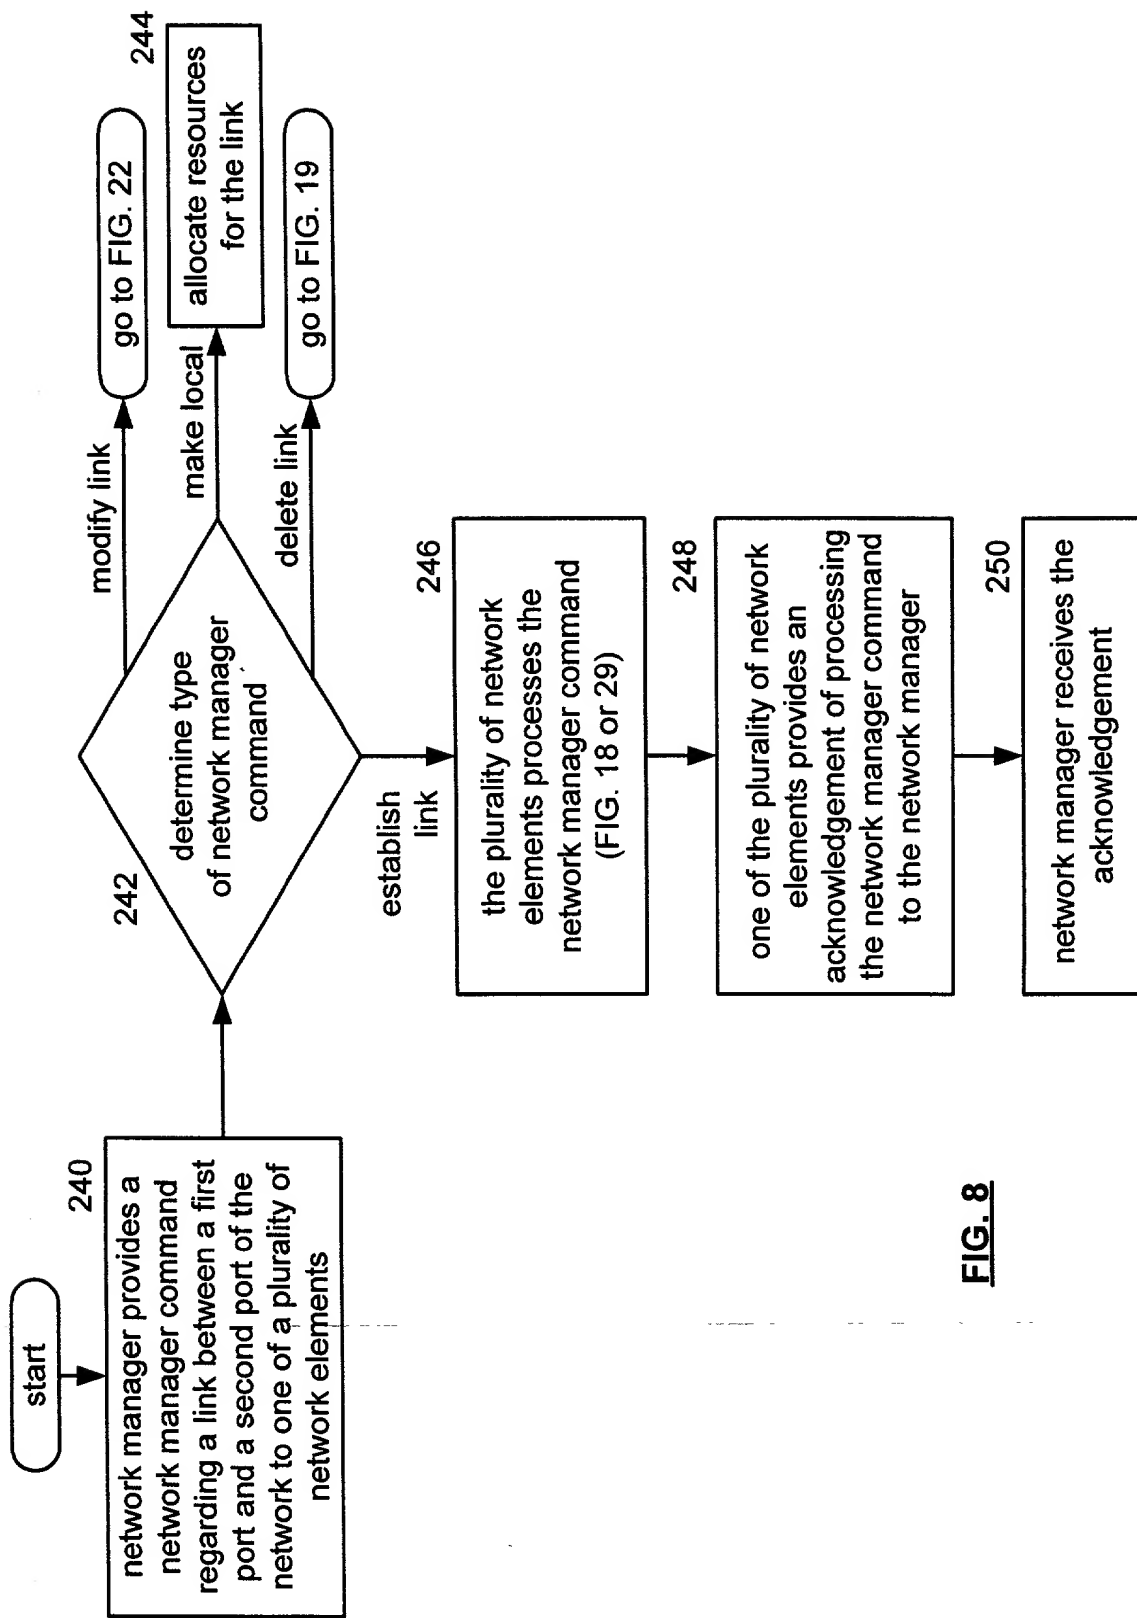 start
240
network manager provides a
network manager command
regarding a link between a first
port and a second port of the
network to one of a plurality of
network elements
242
determine type
of network manager
command
modify link
go to FIG. 22
make local
244
allocate resources
for the link
delete link
go to FIG. 19
establish
link
246
the plurality of network
elements processes the
network manager command
(FIG. 18 or 29)
248
one of the plurality of network
elements provides an
acknowledgement of processing
the network manager command
to the network manager
250
network manager receives the
acknowledgement
FIG. 8